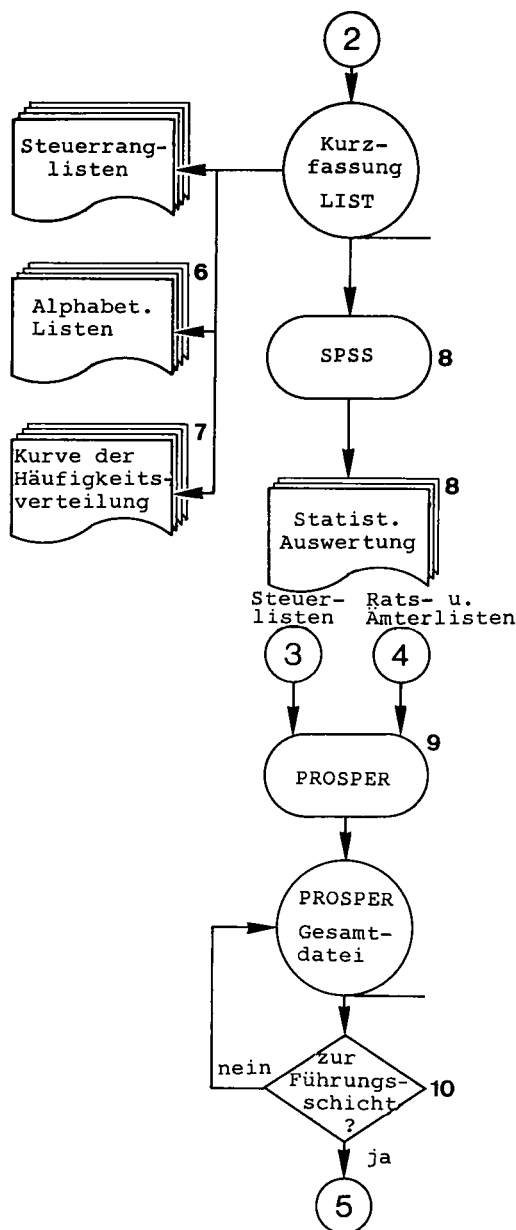 2
Kurz-
fassung
LIST
Steuerrang-
listen
6
Alphabet.
Listen
7
Kurve der
Häufigkeits-
verteilung
SPSS
8
8
Statist.
Auswertung
Steuer-
listen
Rats- u.
Ämterlisten
3
4
9
PROSPER
PROSPER
Gesamt-
datei
nein
zur
Führungs-
schicht
?
10
ja
5